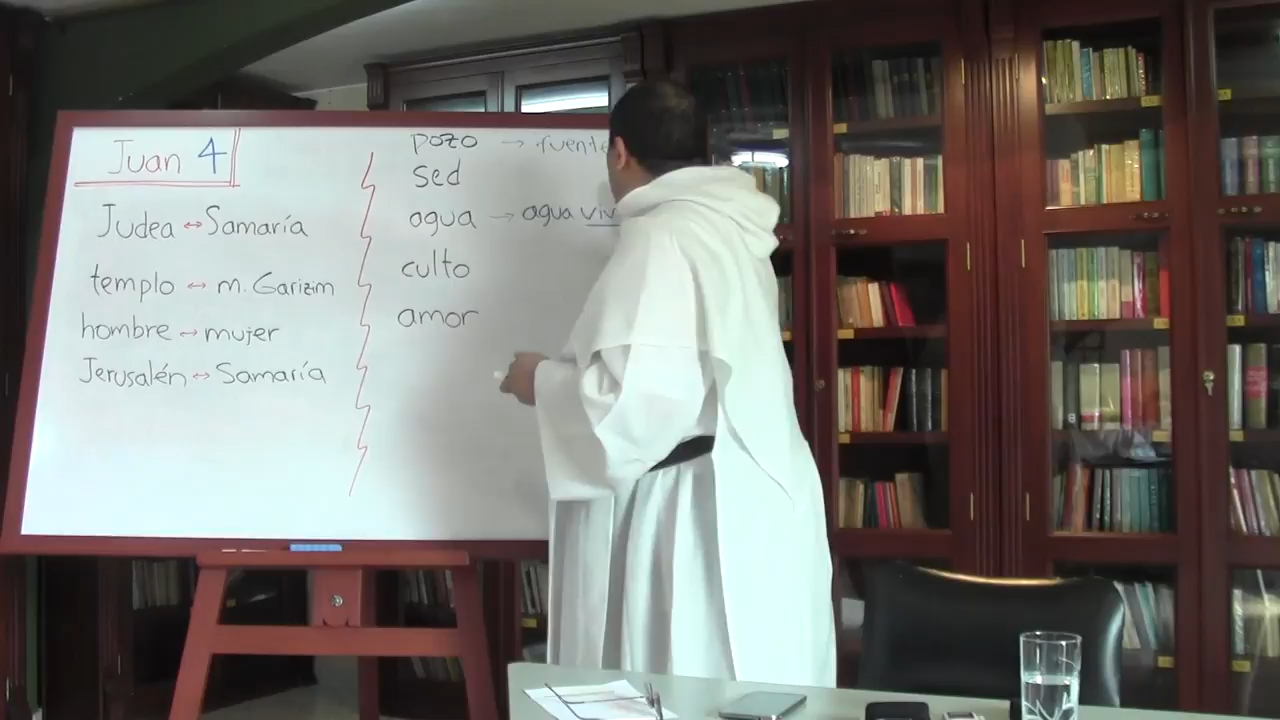 Juan 4
Judea ↔ Samaría
templo ↔ m. Garizim
hombre ↔ mujer
Jerusalén ↔ Samaría
pozo → fuente
sed
agua → agua viv
culto
amor